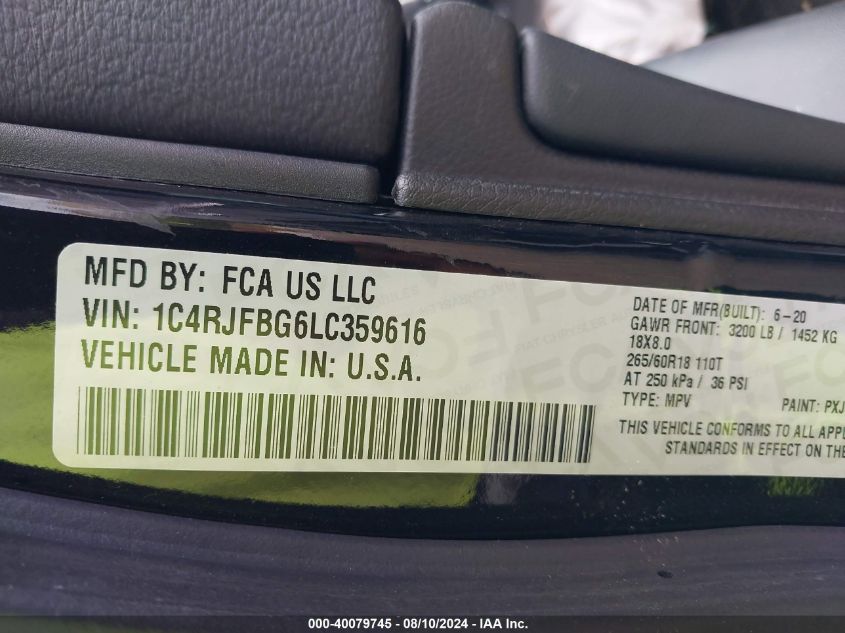 MFD BY: FCA US LLC
VIN: 1C4RJFBG6LC359616
VEHICLE MADE IN: U.S.A.
DATE OF MFR(BUILT): 6-20
GAWR FRONT: 3200 LB / 1452 KG
18X8.0
265/60R18 110T
AT 250 kPa / 36 PSI
TYPE: MPV PAINT: PXJ
THIS VEHICLE CONFORMS TO ALL APPL
STANDARDS IN EFFECT ON THE
000-40079745 — 08/10/2024 — IAA Inc.